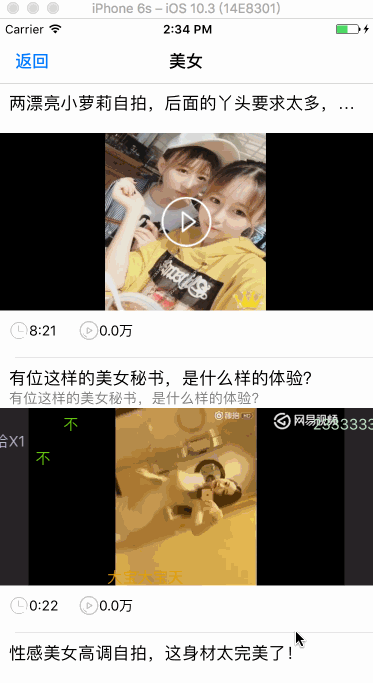 iPhone 6s – iOS 10.3 (14E8301)
Carrier 2:34 PM
返回 美女
两漂亮小萝莉自拍，后面的丫头要求太多，...
8:21 0.0万
有位这样的美女秘书，是什么样的体验？
有位这样的美女秘书，是什么样的体验？
网易视频
2333333
不
哈X1
不
0:22 0.0万
性感美女高调自拍，这身材太完美了！